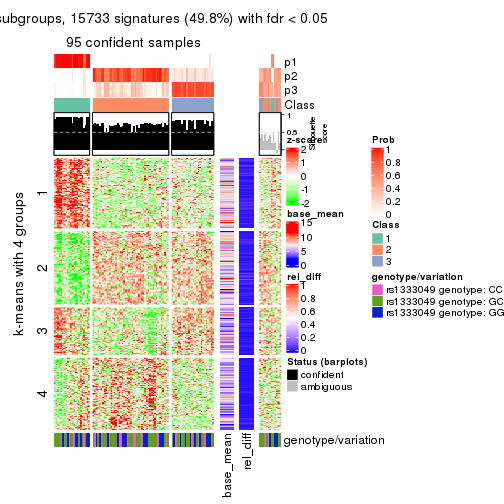 subgroups, 15733 signatures (49.8%) with fdr < 0.05
95 confident samples
p1
p2
p3
Class
1
0.5
0
Silhouette
score
k-means with 4 groups
1
2
3
4
genotype/variation
base_mean
rel_diff
z-score
2
1
0
-1
-2
base_mean
15
10
5
0
rel_diff
1
0.8
0.6
0.4
0.2
0
Status (barplots)
confident
ambiguous
Prob
1
0.8
0.6
0.4
0.2
0
Class
1
2
3
genotype/variation
rs1333049 genotype: CC
rs1333049 genotype: GC
rs1333049 genotype: GG